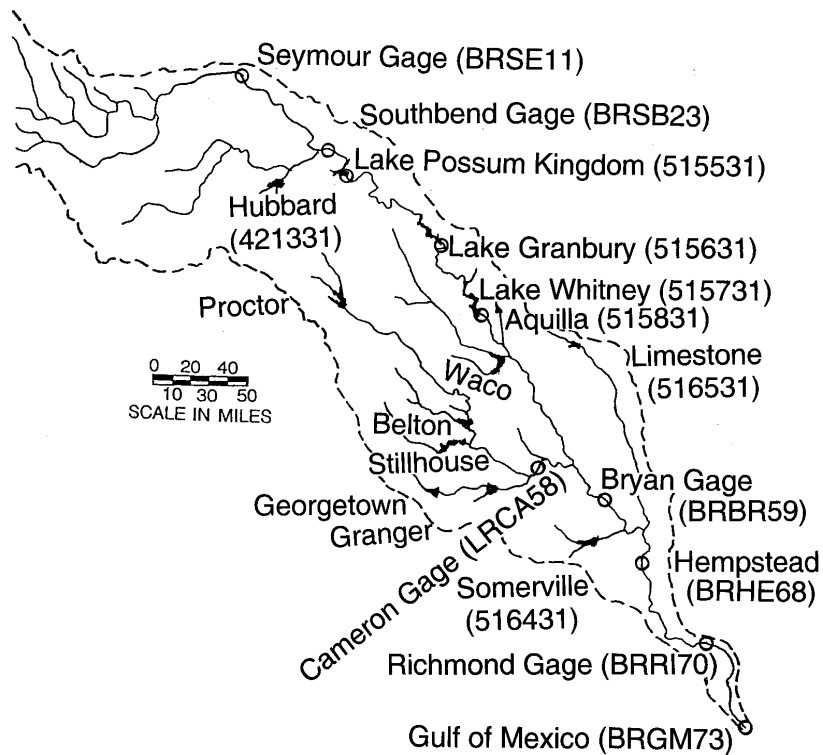 Seymour Gage (BRSE11)
Southbend Gage (BRSB23)
Lake Possum Kingdom (515531)
Hubbard
(421331)
Lake Granbury (515631)
Proctor
Lake Whitney (515731)
Aquilla (515831)
Limestone
(516531)
0 20 40
10 30 50
SCALE IN MILES
Waco
Belton
Stillhouse
Georgetown
Granger
Cameron Gage (LRCA58)
Bryan Gage
(BRBR59)
Somerville
(516431)
Hempstead
(BRHE68)
Richmond Gage (BRRI70)
Gulf of Mexico (BRGM73)